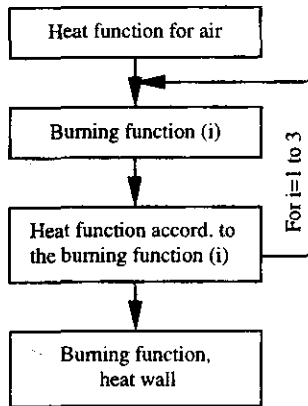 Heat function for air
Burning function (i)
For i=1 to 3
Heat function accord. to
the burning function (i)
Burning function,
heat wall